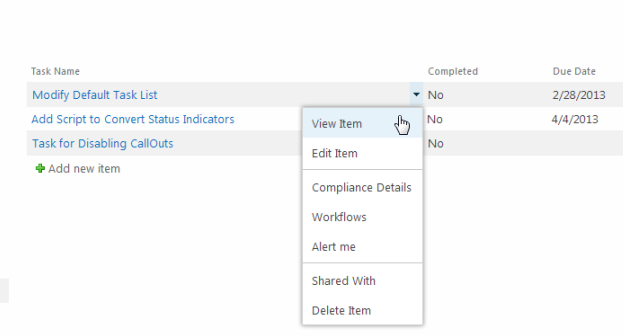 Task Name Completed Due Date
Modify Default Task List No 2/28/2013
Add Script to Convert Status Indicators No 4/4/2013
Task for Disabling CallOuts No
Add new item
View Item
Edit Item
Compliance Details
Workflows
Alert me
Shared With
Delete Item